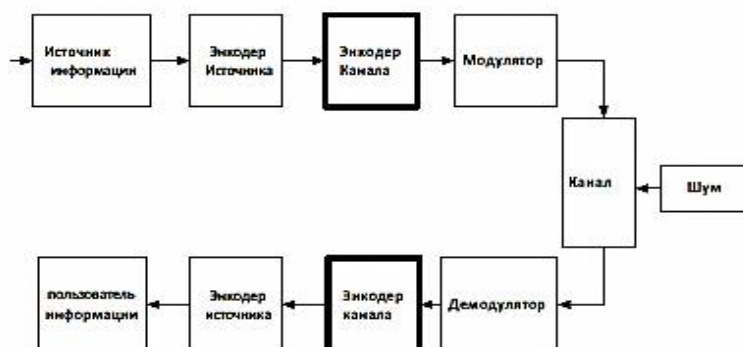 Источник
информации
Энкодер
Источника
Энкодер
Канала
Модулятор
Канал
Шум
пользователь
информации
Энкодер
источника
Энкодер
канала
Демодулятор